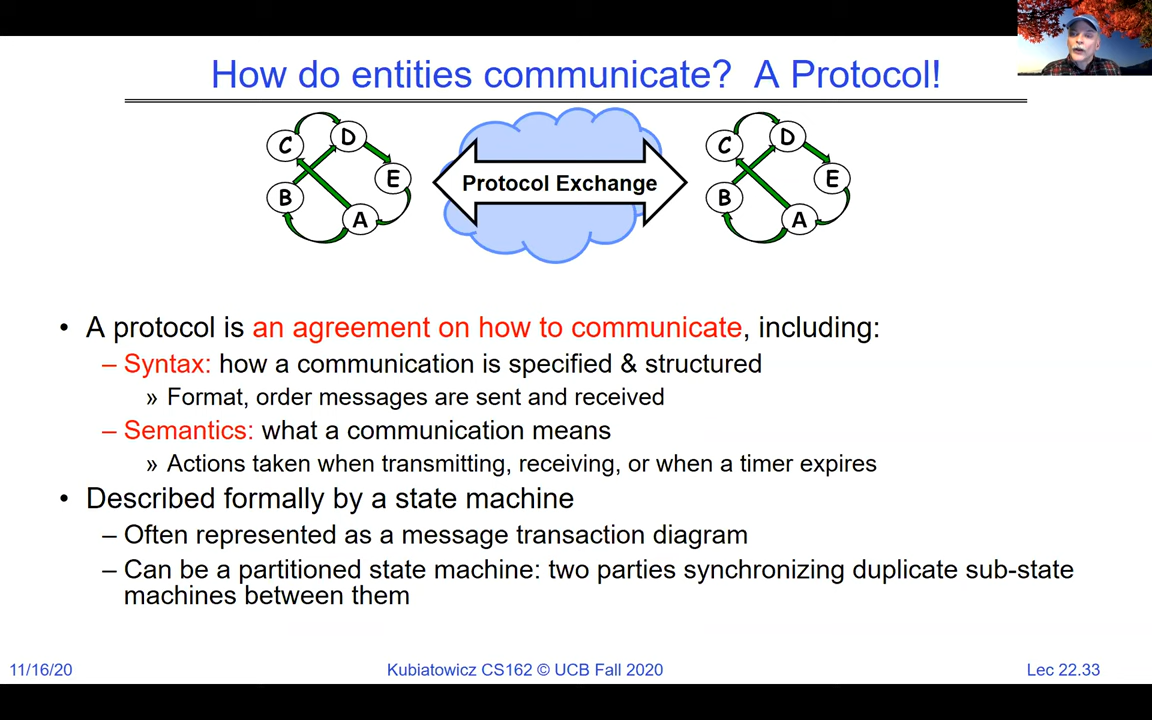 How do entities communicate? A Protocol!
C D E B A
Protocol Exchange
C D E B A
• A protocol is an agreement on how to communicate, including:
– Syntax: how a communication is specified & structured
» Format, order messages are sent and received
– Semantics: what a communication means
» Actions taken when transmitting, receiving, or when a timer expires
• Described formally by a state machine
– Often represented as a message transaction diagram
– Can be a partitioned state machine: two parties synchronizing duplicate sub-state
machines between them
11/16/20 Kubiatowicz CS162 © UCB Fall 2020 Lec 22.33